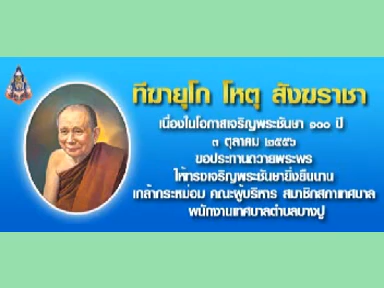 ทีฆายุโก โหตุ สังฆราชา
เนื่องในโอกาสเจริญพระชันษา ๑๐๐ ปี
๓ ตุลาคม ๒๕๕๖
ขอประทานถวายพระพร
ให้ทรงเจริญพระชันษายิ่งยืนนาน
เกล้ากระหม่อม คณะผู้บริหาร สมาชิกสภาเทศบาล
พนักงานเทศบาลตำบลบางปู